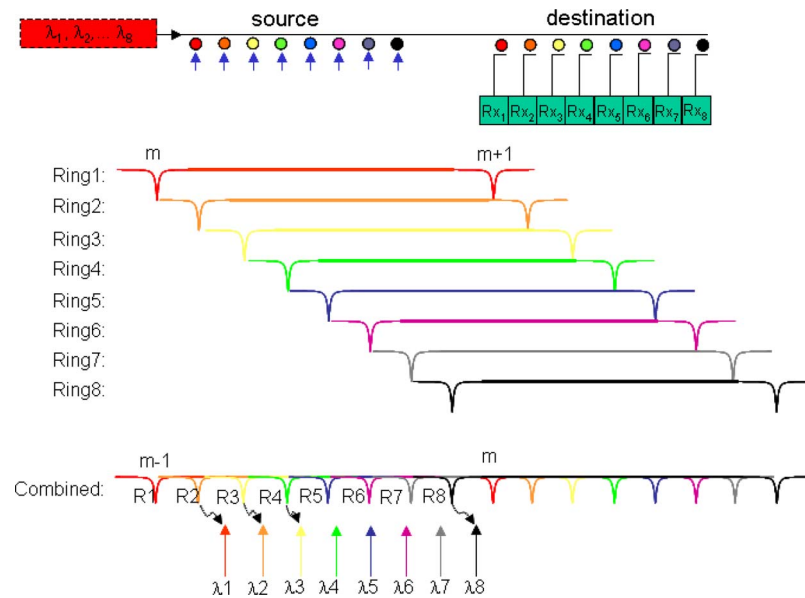 source
destination
λ1, λ2, ... λ8
Rx1 Rx2 Rx3 Rx4 Rx5 Rx6 Rx7 Rx8
m m+1
Ring1:
Ring2:
Ring3:
Ring4:
Ring5:
Ring6:
Ring7:
Ring8:
m-1 m
Combined:
R1 R2 R3 R4 R5 R6 R7 R8
λ1 λ2 λ3 λ4 λ5 λ6 λ7 λ8